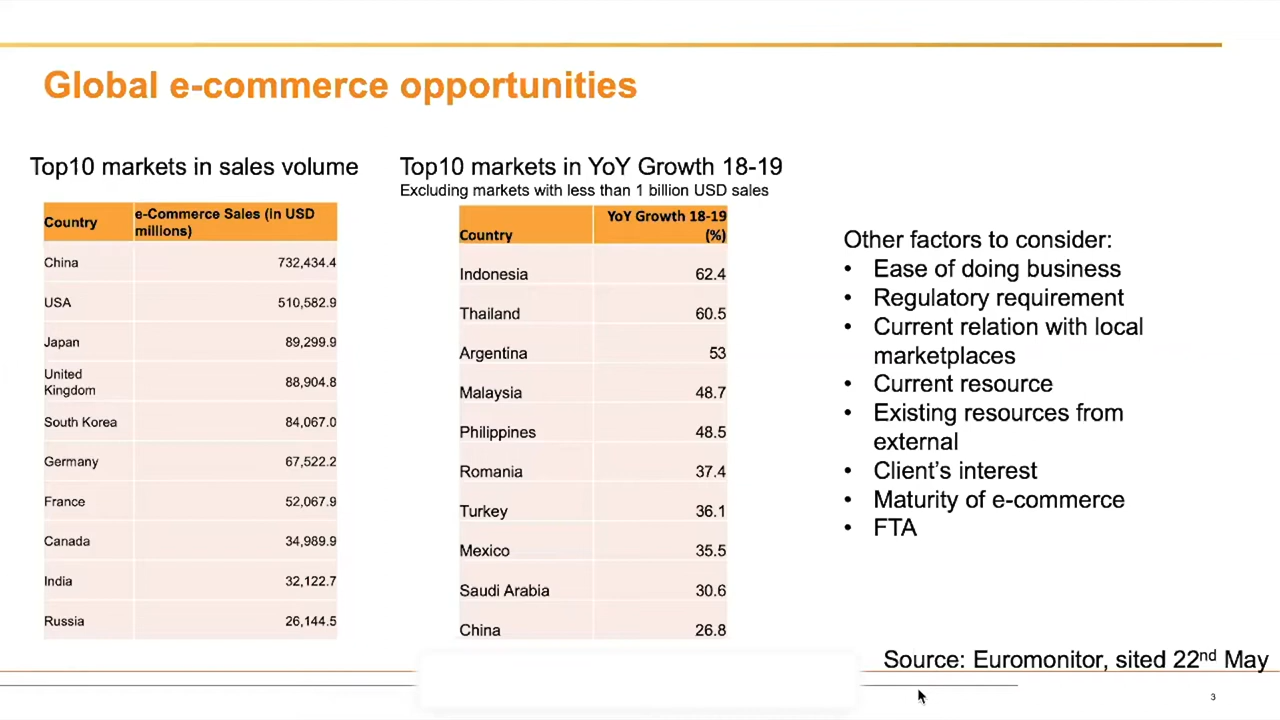 Global e-commerce opportunities
Top10 markets in sales volume
Country e-Commerce Sales (in USD
millions)
China 732,434.4
USA 510,582.9
Japan 89,299.9
United
Kingdom 88,904.8
South Korea 84,067.0
Germany 67,522.2
France 52,067.9
Canada 34,989.9
India 32,122.7
Russia 26,144.5
Top10 markets in YoY Growth 18-19
Excluding markets with less than 1 billion USD sales
Country YoY Growth 18-19
(%)
Indonesia 62.4
Thailand 60.5
Argentina 53
Malaysia 48.7
Philippines 48.5
Romania 37.4
Turkey 36.1
Mexico 35.5
Saudi Arabia 30.6
China 26.8
Other factors to consider:
• Ease of doing business
• Regulatory requirement
• Current relation with local
marketplaces
• Current resource
• Existing resources from
external
• Client's interest
• Maturity of e-commerce
• FTA
Source: Euromonitor, sited 22nd May
3